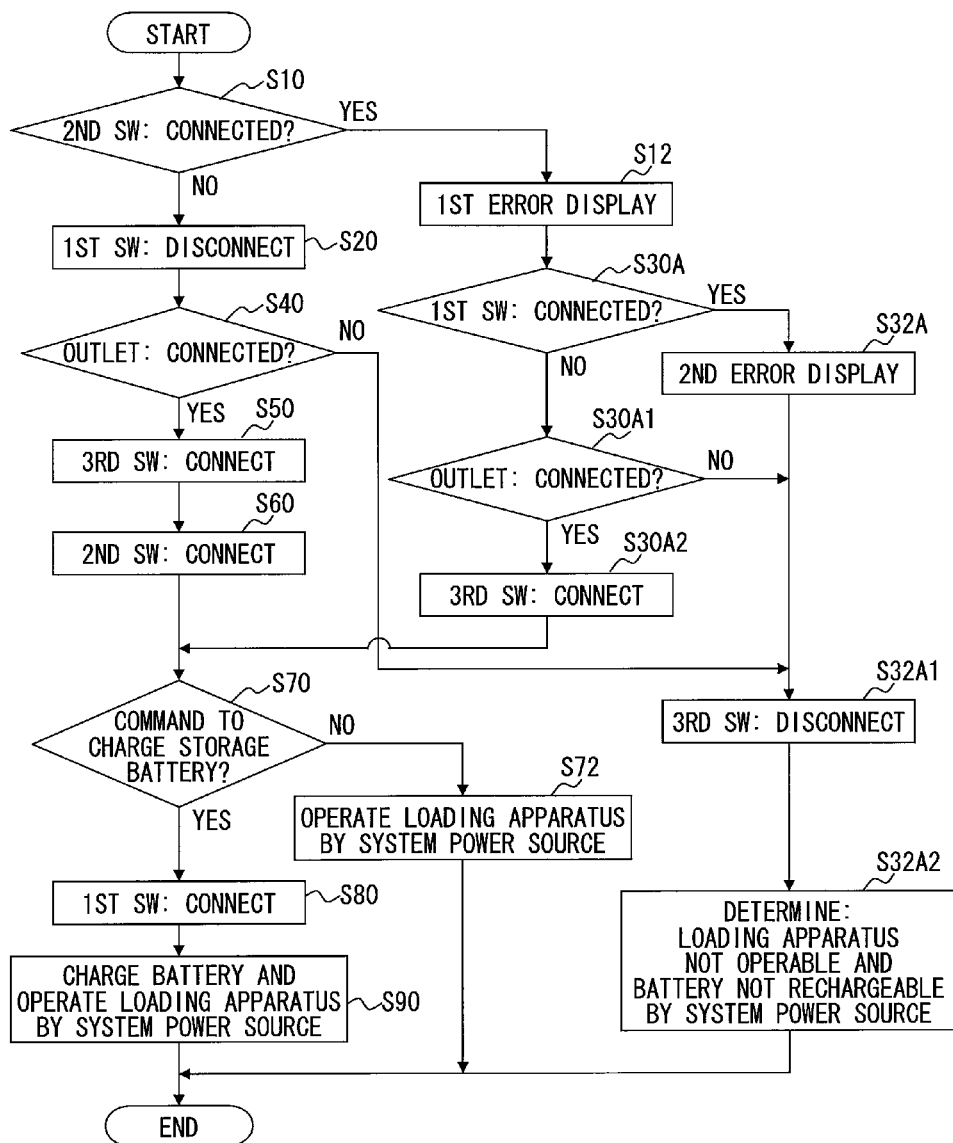 START
S10
2ND SW: CONNECTED?
YES
NO
S12
1ST ERROR DISPLAY
1ST SW: DISCONNECT
S20
S30A
1ST SW: CONNECTED?
YES
NO
S40
OUTLET: CONNECTED?
NO
YES
S32A
2ND ERROR DISPLAY
S50
3RD SW: CONNECT
S30A1
OUTLET: CONNECTED?
NO
YES
S60
2ND SW: CONNECT
S30A2
3RD SW: CONNECT
S70
COMMAND TO
CHARGE STORAGE
BATTERY?
NO
YES
S32A1
3RD SW: DISCONNECT
S72
OPERATE LOADING APPARATUS
BY SYSTEM POWER SOURCE
1ST SW: CONNECT
S80
S32A2
DETERMINE:
LOADING APPARATUS
NOT OPERABLE AND
BATTERY NOT RECHARGEABLE
BY SYSTEM POWER SOURCE
CHARGE BATTERY AND
OPERATE LOADING APPARATUS
BY SYSTEM POWER SOURCE
S90
END